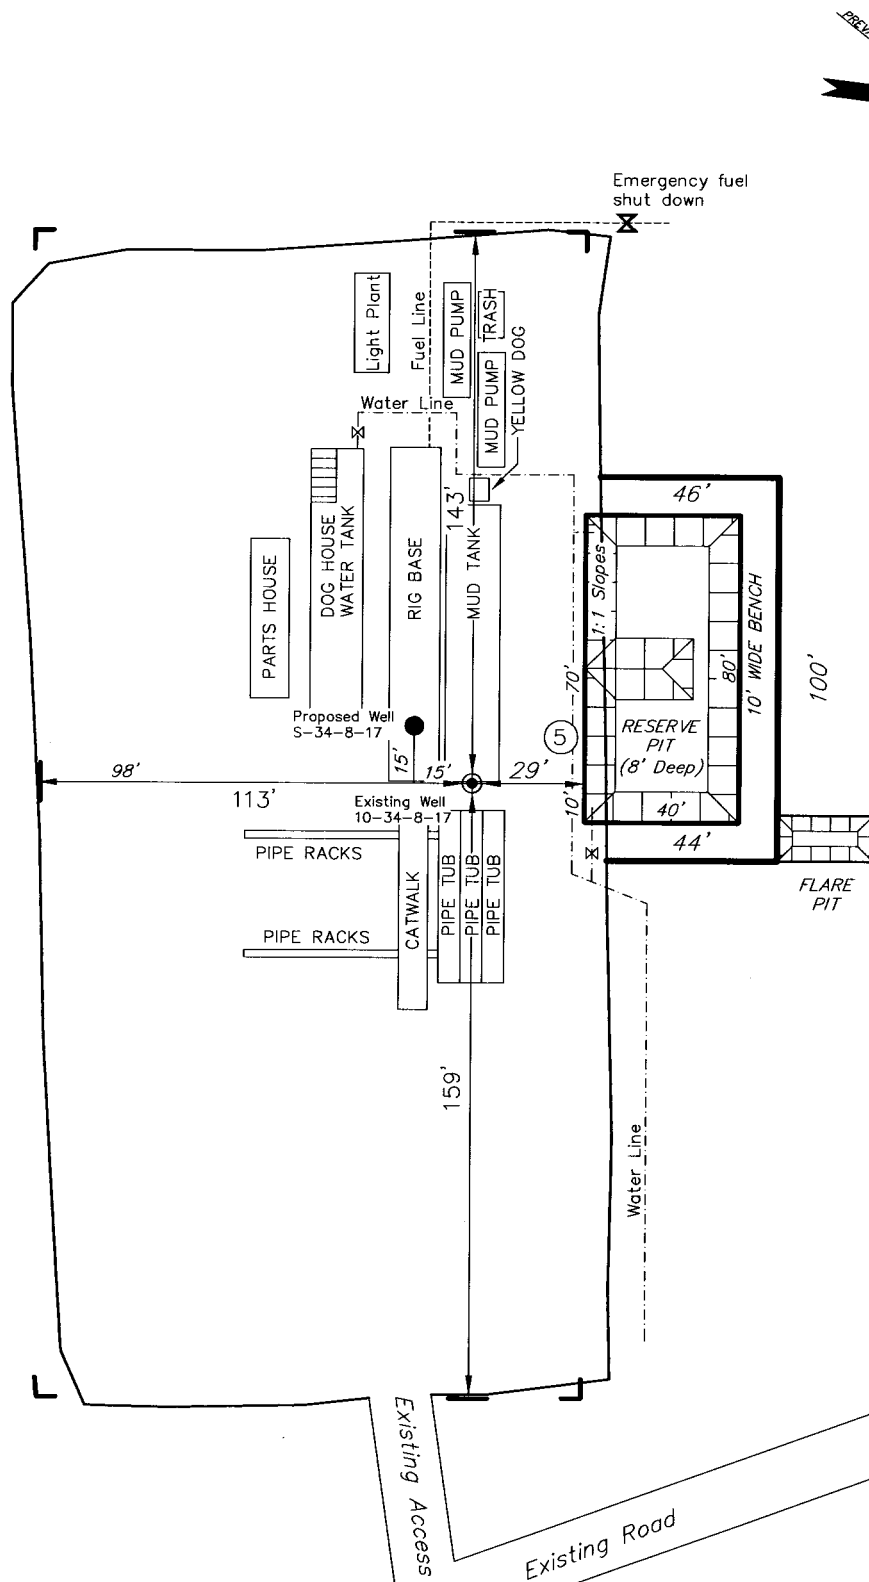 Emergency fuel
shut down
Light Plant
Fuel Line
MUD PUMP
TRASH
MUD PUMP
YELLOW DOG
Water Line
143'
46'
PARTS HOUSE
DOG HOUSE
WATER TANK
RIG BASE
MUD TANK
1:1 Slopes
10' WIDE BENCH
100'
70'
80'
RESERVE
PIT
(8' Deep)
5
Proposed Well
S-34-8-17
15'
98'
15'
29'
113'
Existing Well
10-34-8-17
10'
40'
44'
PIPE RACKS
FLARE
PIT
PIPE RACKS
CATWALK
PIPE TUB
PIPE TUB
PIPE TUB
159'
Water Line
Existing Access
Existing Road